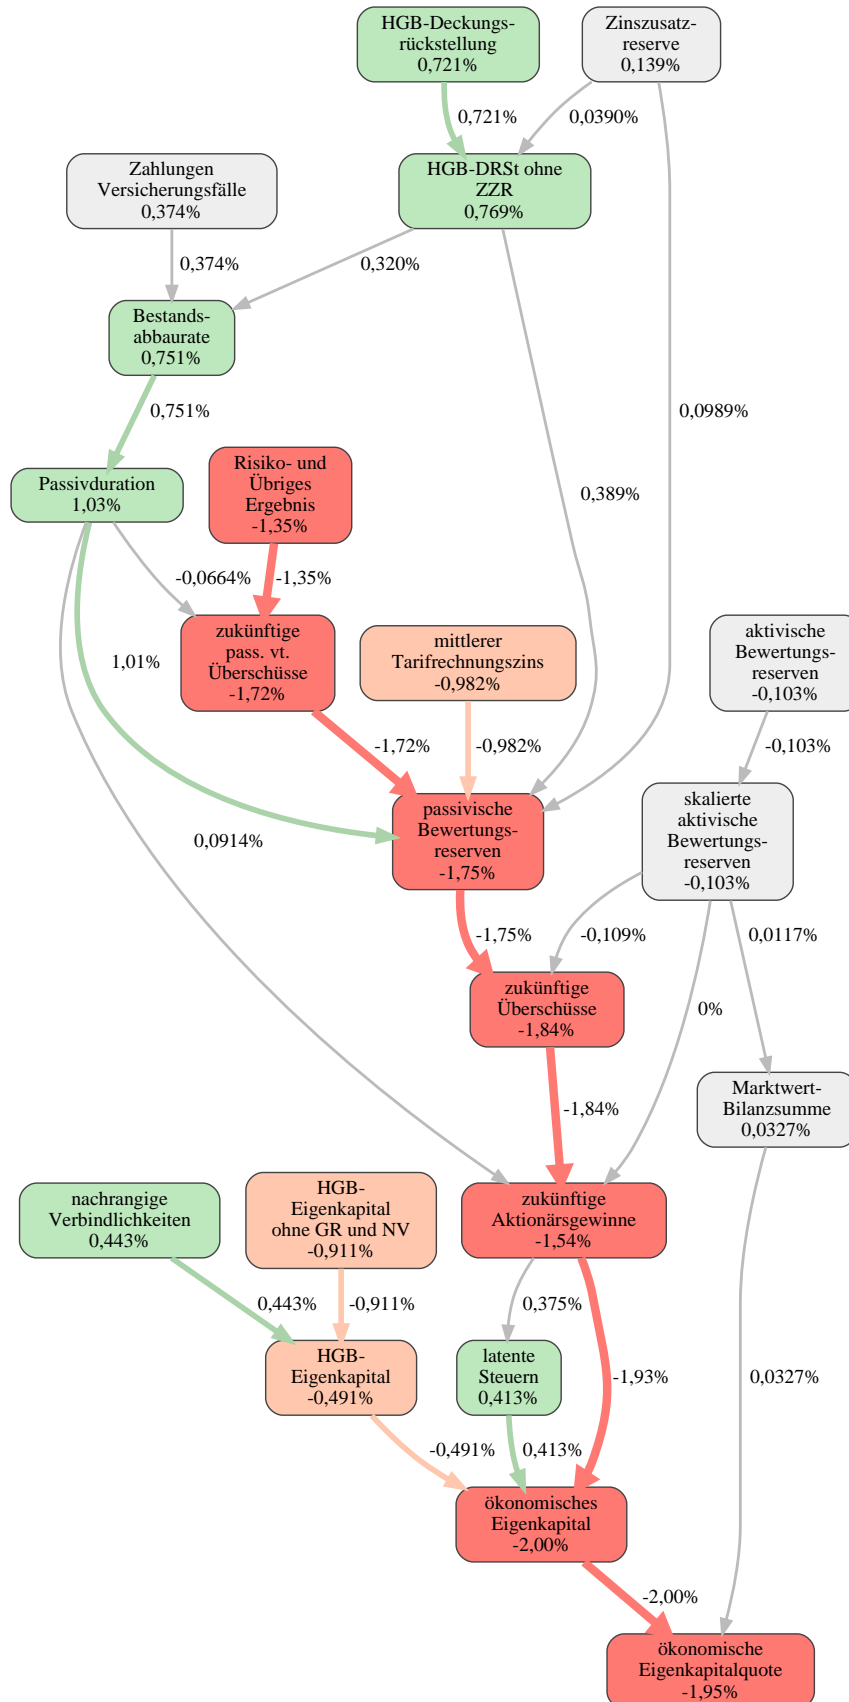 HGB-Deckungs-
rückstellung
0,721%
Zinszusatz-
reserve
0,139%
0,721%
0,0390%
Zahlungen
Versicherungsfälle
0,374%
HGB-DRSt ohne
ZZR
0,769%
0,374%
0,320%
Bestands-
abbaurate
0,751%
0,751%
0,0989%
0,389%
Passivduration
1,03%
Risiko- und
Übriges
Ergebnis
-1,35%
-0,0664%
-1,35%
1,01%
zukünftige
pass. vt.
Überschüsse
-1,72%
mittlerer
Tarifrechnungszins
-0,982%
aktivische
Bewertungs-
reserven
-0,103%
-1,72%
-0,982%
-0,103%
0,0914%
passivische
Bewertungs-
reserven
-1,75%
skalierte
aktivische
Bewertungs-
reserven
-0,103%
-1,75%
-0,109%
0,0117%
0%
zukünftige
Überschüsse
-1,84%
-1,84%
Marktwert-
Bilanzsumme
0,0327%
nachrangige
Verbindlichkeiten
0,443%
HGB-
Eigenkapital
ohne GR und NV
-0,911%
zukünftige
Aktionärsgewinne
-1,54%
0,443%
-0,911%
0,375%
-1,93%
0,0327%
HGB-
Eigenkapital
-0,491%
latente
Steuern
0,413%
-0,491%
0,413%
ökonomisches
Eigenkapital
-2,00%
-2,00%
ökonomische
Eigenkapitalquote
-1,95%